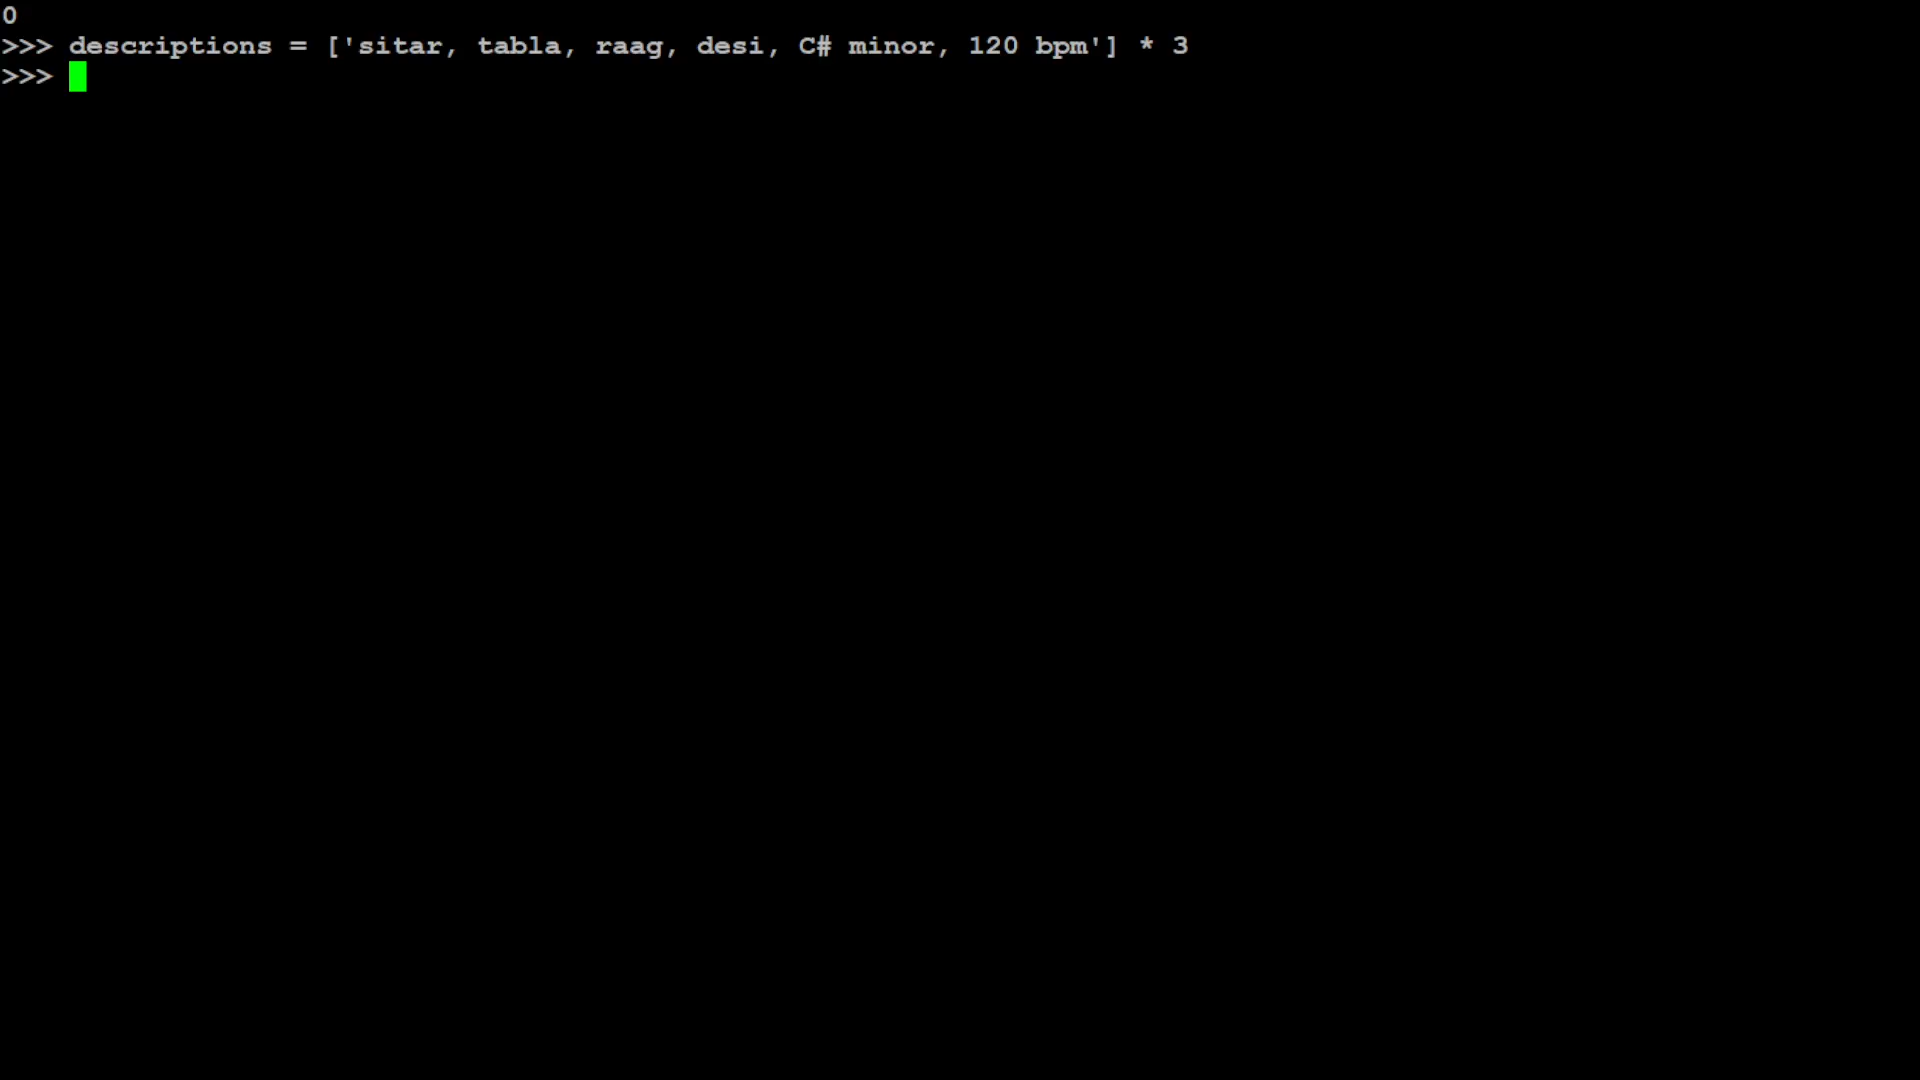 0
>>> descriptions = ['sitar, tabla, raag, desi, C# minor, 120 bpm'] * 3
>>>